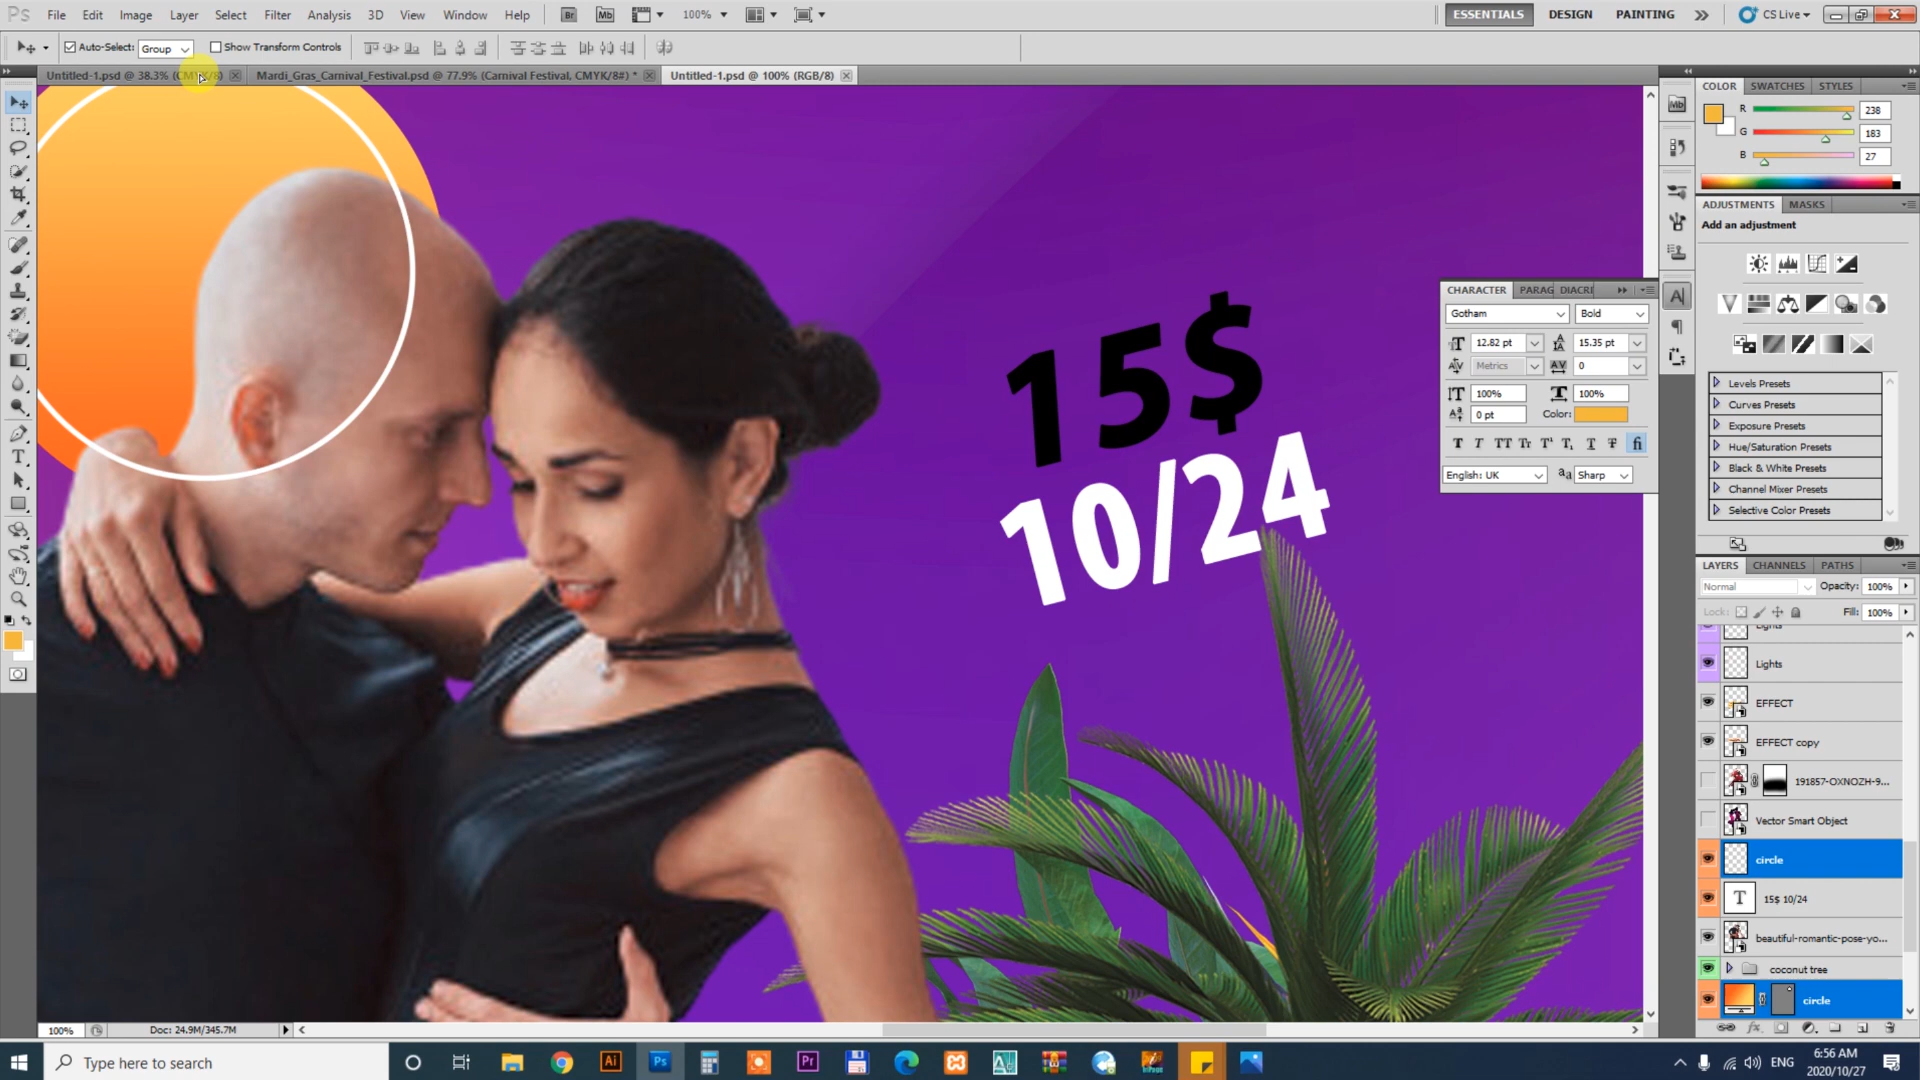 Ps File Edit Image Layer Select Filter Analysis 3D View Window Help Br Mb 100% ESSENTIALS DESIGN PAINTING CS Live
Auto-Select: Group Show Transform Controls
Untitled-1.psd @ 38.3% (CMYK/8) Mardi_Gras_Carnival_Festival.psd @ 77.9% (Carnival Festival, CMYK/8#) * Untitled-1.psd @ 100% (RGB/8)
COLOR SWATCHES STYLES
R 238
G 183
B 27
ADJUSTMENTS MASKS
Add an adjustment
Levels Presets
Curves Presets
Exposure Presets
Hue/Saturation Presets
Black & White Presets
Channel Mixer Presets
Selective Color Presets
CHARACTER PARAG DIACRI
Gotham Bold
12.82 pt 15.35 pt
Metrics 0
100% 100%
0 pt Color:
T T TT Tr T¹ T, T T fi
English: UK aa Sharp
15$
10/24
LAYERS CHANNELS PATHS
Normal Opacity: 100%
Lock: Fill: 100%
Lights
Lights
EFFECT
EFFECT copy
191857-OXNOZH-9...
Vector Smart Object
circle
T 15$ 10/24
beautiful-romantic-pose-yo...
coconut tree
circle
100% Doc: 24.9M/345.7M
Type here to search Ai Ps Pr ENG 6:56 AM
2020/10/27